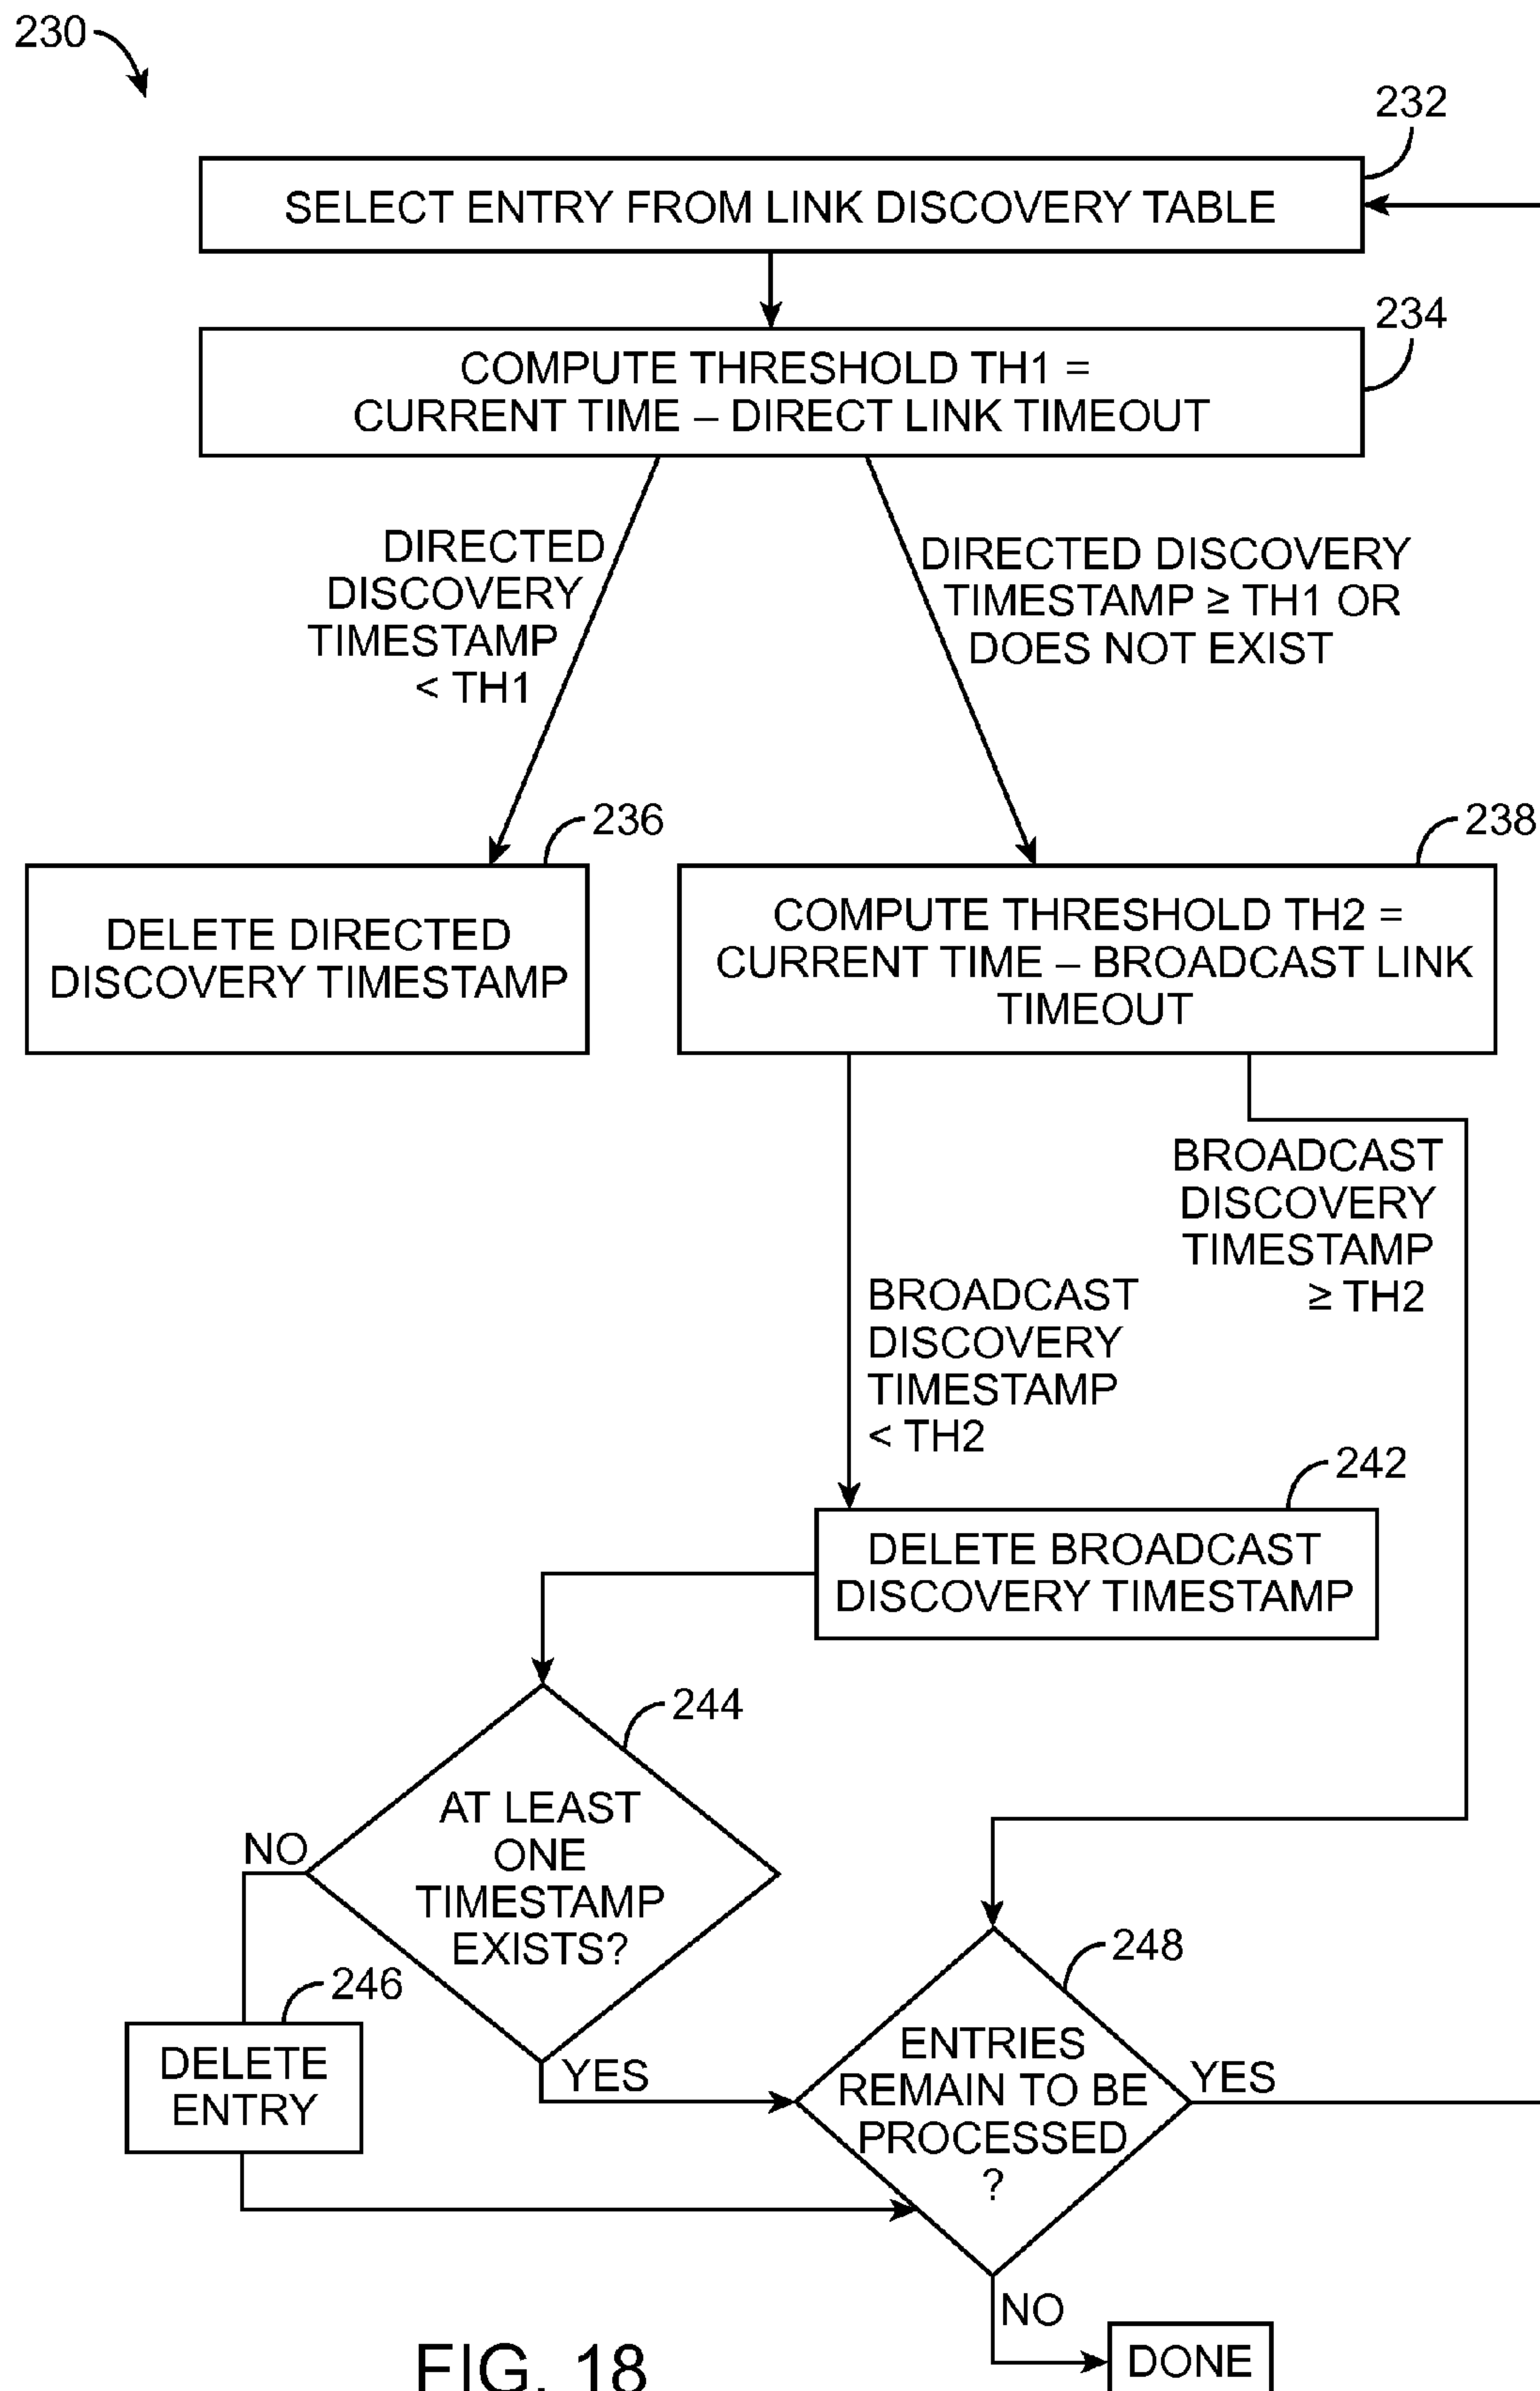 230
232
SELECT ENTRY FROM LINK DISCOVERY TABLE
234
COMPUTE THRESHOLD TH1 =
CURRENT TIME – DIRECT LINK TIMEOUT
DIRECTED
DISCOVERY
TIMESTAMP
< TH1
DIRECTED DISCOVERY
TIMESTAMP ≥ TH1 OR
DOES NOT EXIST
236
DELETE DIRECTED
DISCOVERY TIMESTAMP
238
COMPUTE THRESHOLD TH2 =
CURRENT TIME – BROADCAST LINK
TIMEOUT
BROADCAST
DISCOVERY
TIMESTAMP
≥ TH2
BROADCAST
DISCOVERY
TIMESTAMP
< TH2
242
DELETE BROADCAST
DISCOVERY TIMESTAMP
244
AT LEAST
ONE
TIMESTAMP
EXISTS?
NO
246
DELETE
ENTRY
YES
248
ENTRIES
REMAIN TO BE
PROCESSED
?
YES
NO
DONE
FIG. 18